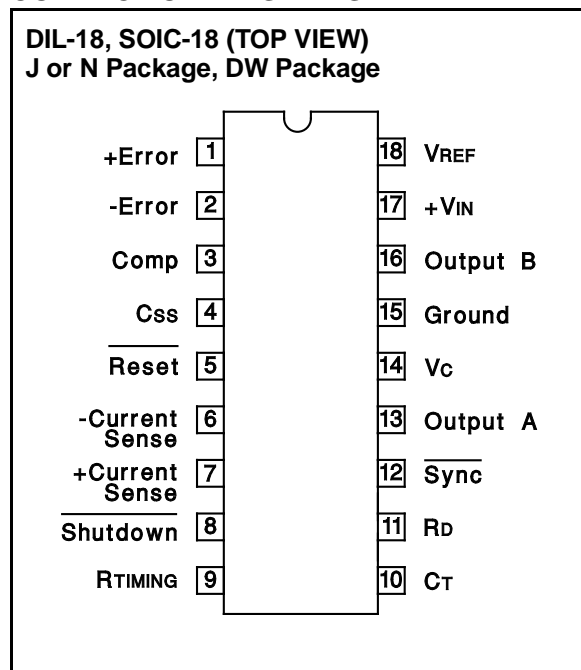 DIL-18, SOIC-18 (TOP VIEW)
J or N Package, DW Package
+Error 1
18 VREF
-Error 2
17 +VIN
Comp 3
16 Output B
Css 4
15 Ground
Reset 5
14 Vc
-Current
Sense 6
13 Output A
+Current
Sense 7
12 Sync
Shutdown 8
11 RD
RTIMING 9
10 CT